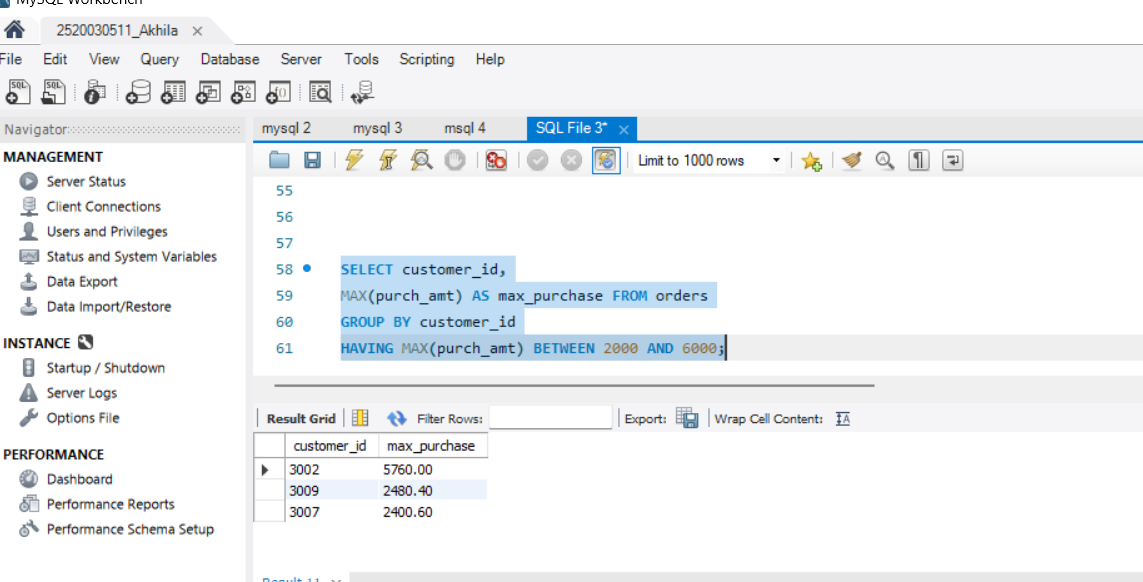 MySQL Workbench
2520030511_Akhila ×
File Edit View Query Database Server Tools Scripting Help
SQL SQL
Navigator
mysql 2 mysql 3 msql 4 SQL File 3* ×
MANAGEMENT
Server Status
Client Connections
Users and Privileges
Status and System Variables
Data Export
Data Import/Restore
INSTANCE
Startup / Shutdown
Server Logs
Options File
PERFORMANCE
Dashboard
Performance Reports
Performance Schema Setup
Limit to 1000 rows
55
56
57
58 SELECT customer_id,
59 MAX(purch_amt) AS max_purchase FROM orders
60 GROUP BY customer_id
61 HAVING MAX(purch_amt) BETWEEN 2000 AND 6000;
Result Grid Filter Rows: Export: Wrap Cell Content: IA
customer_id max_purchase
3002 5760.00
3009 2480.40
3007 2400.60
Result 11 ×